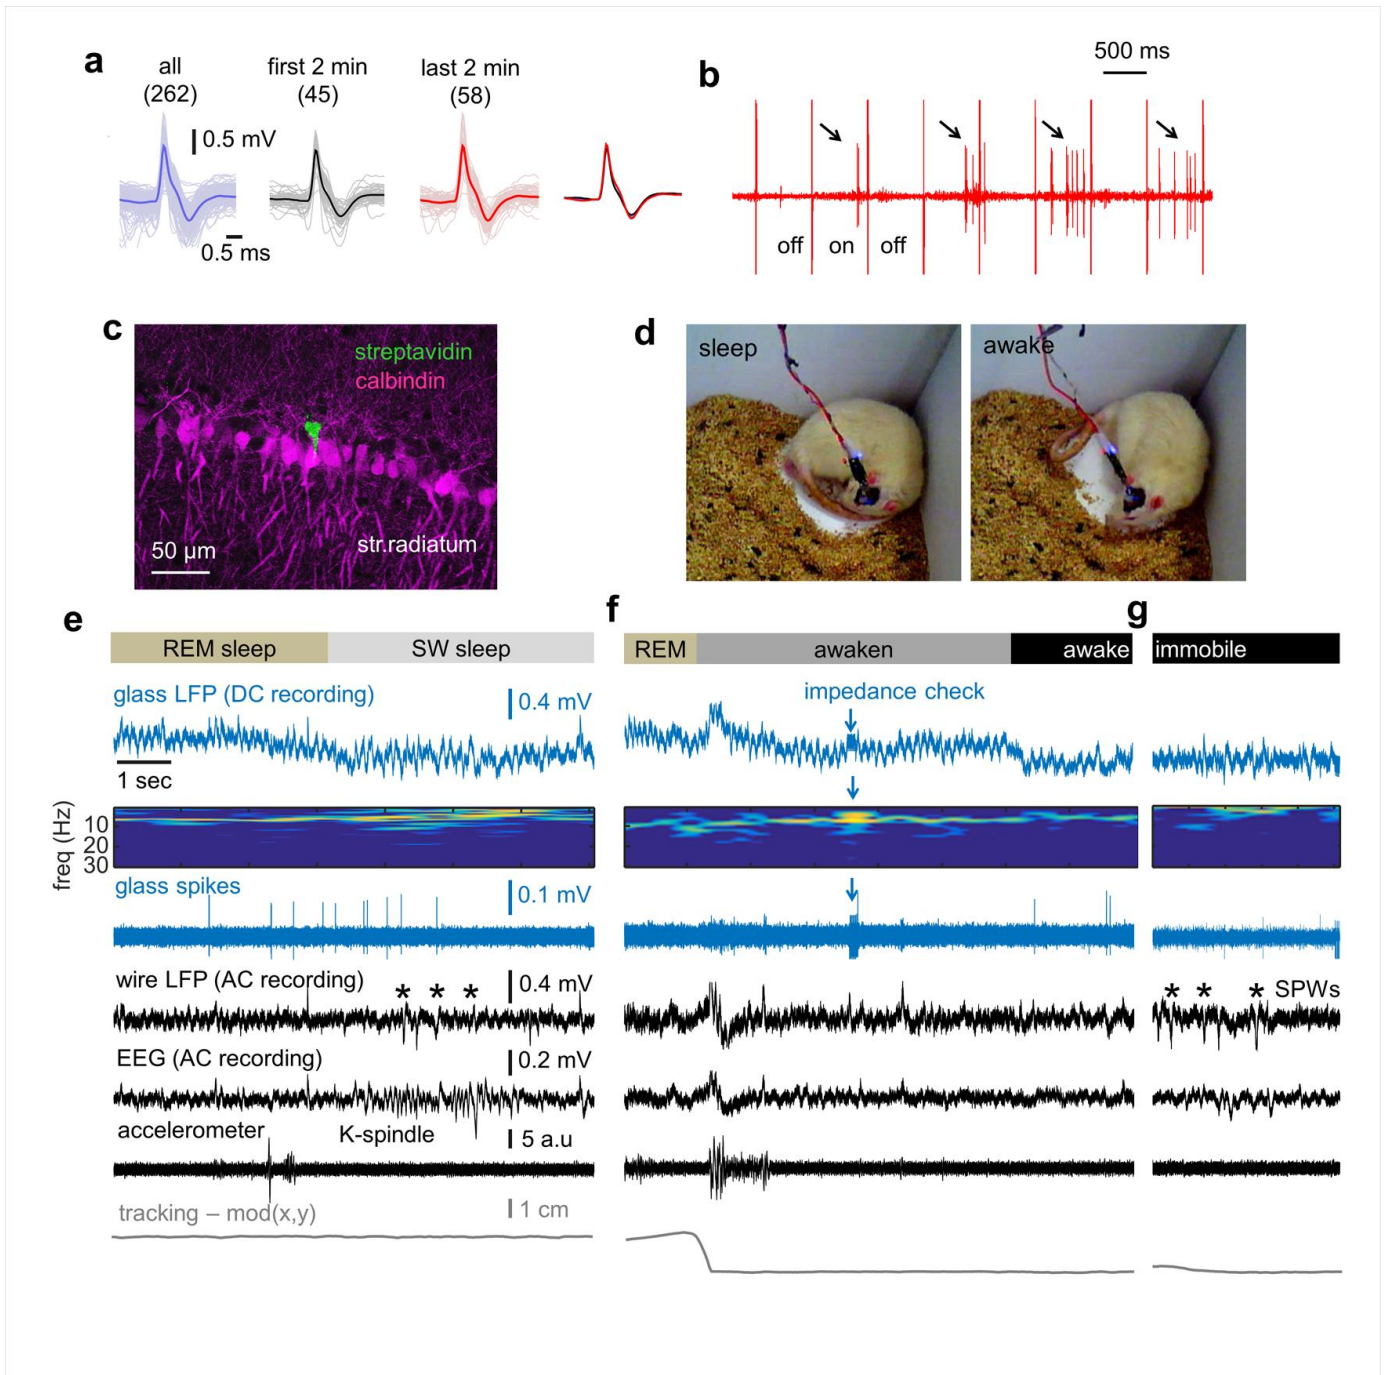 a
all
(262)
first 2 min
(45)
last 2 min
(58)
0.5 mV
0.5 ms
b
500 ms
off on off
c
streptavidin
calbindin
50 µm
str.radiatum
d
sleep
awake
e
REM sleep
SW sleep
glass LFP (DC recording)
0.4 mV
1 sec
freq (Hz)
10
20
30
glass spikes
0.1 mV
wire LFP (AC recording)
* * *
0.4 mV
EEG (AC recording)
0.2 mV
accelerometer
K-spindle
5 a.u
tracking – mod(x,y)
1 cm
f
REM
awaken
awake
impedance check
g
immobile
* * * SPWs